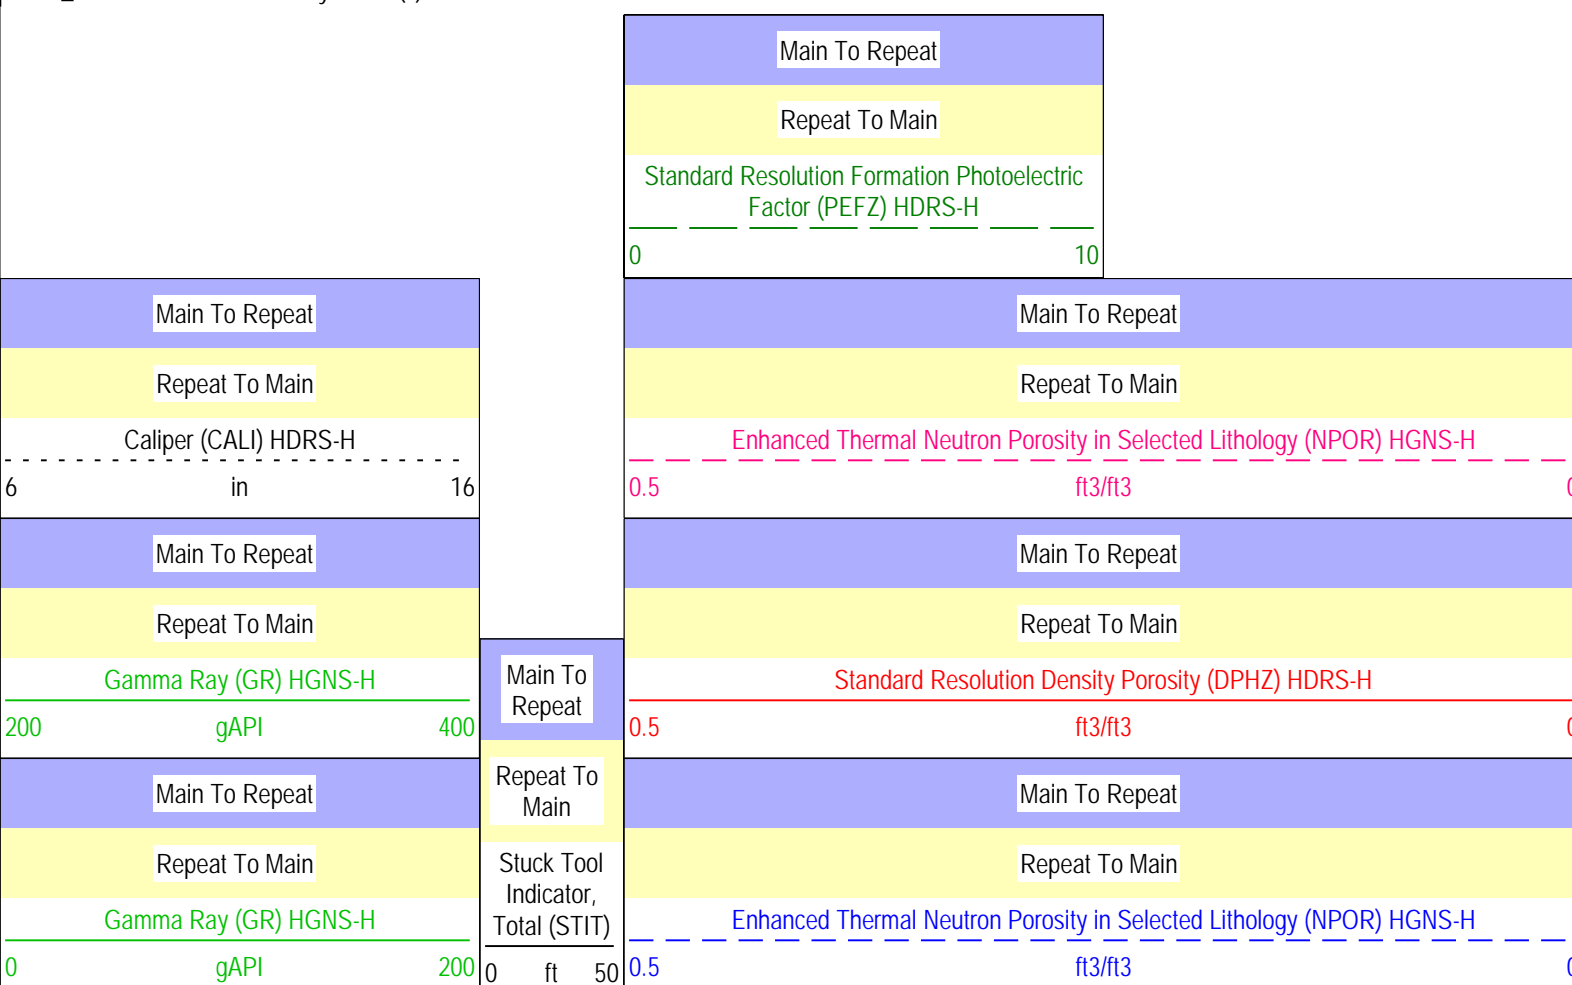 Main To Repeat
Repeat To Main
Standard Resolution Formation Photoelectric
Factor (PEFZ) HDRS-H
0 10
Main To Repeat
Repeat To Main
Caliper (CALI) HDRS-H
6 in 16
Main To Repeat
Repeat To Main
Enhanced Thermal Neutron Porosity in Selected Lithology (NPOR) HGNS-H
0.5 ft3/ft3
Main To Repeat
Repeat To Main
Gamma Ray (GR) HGNS-H
200 gAPI 400
Main To Repeat
Repeat To Main
Standard Resolution Density Porosity (DPHZ) HDRS-H
0.5 ft3/ft3
Main To Repeat
Repeat To Main
Gamma Ray (GR) HGNS-H
0 gAPI 200
Main To
Repeat
Repeat To
Main
Stuck Tool
Indicator,
Total (STIT)
0 ft 50
Main To Repeat
Repeat To Main
Enhanced Thermal Neutron Porosity in Selected Lithology (NPOR) HGNS-H
0.5 ft3/ft3